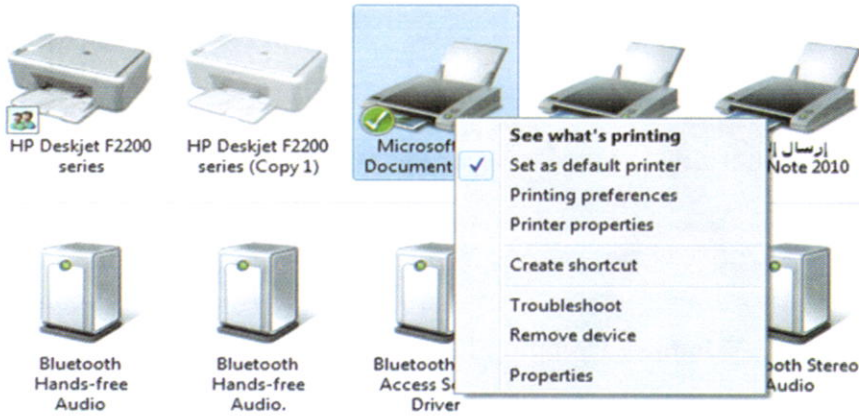 HP Deskjet F2200
series
HP Deskjet F2200
series (Copy 1)
Microsoft
Document
إرسال
Note 2010
See what's printing
Set as default printer
Printing preferences
Printer properties
Create shortcut
Troubleshoot
Remove device
Properties
Bluetooth
Hands-free
Audio
Bluetooth
Hands-free
Audio.
Bluetooth
Access
Driver
Stereo
Audio